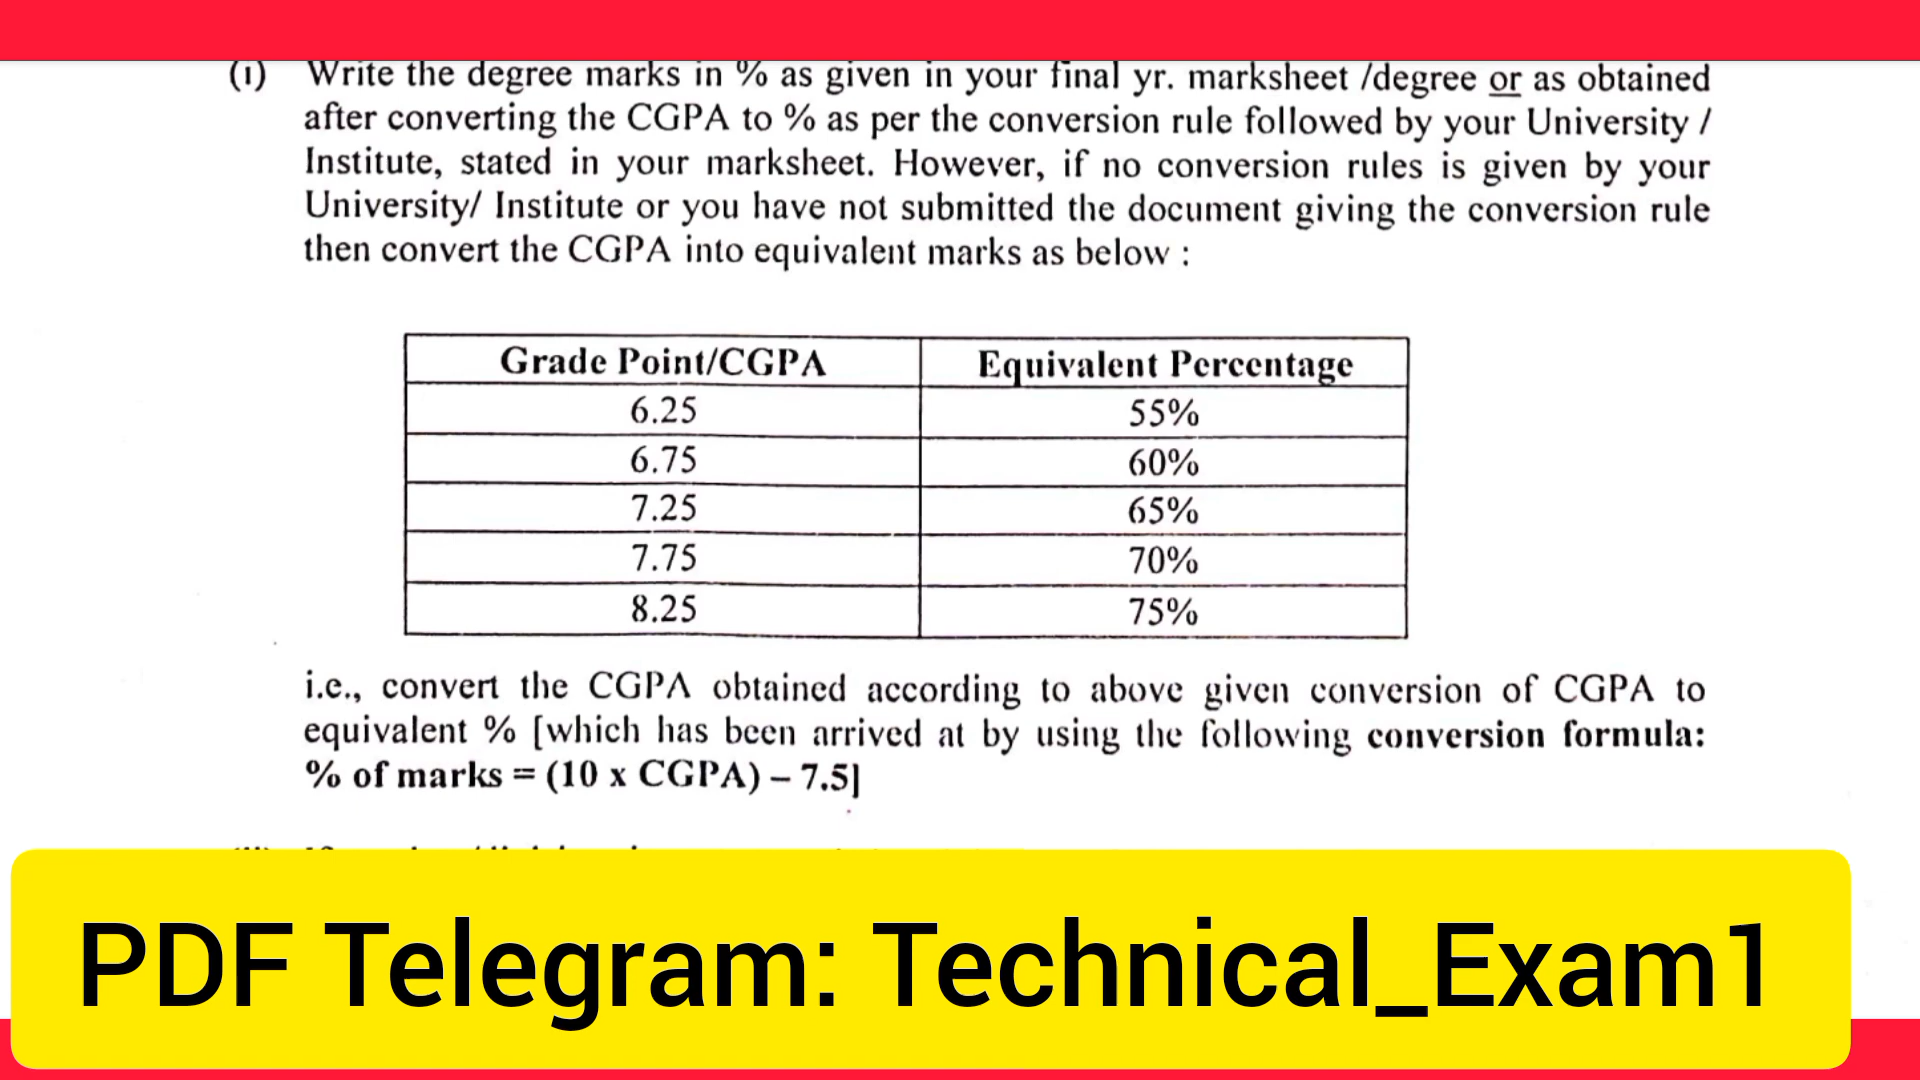 (i) Write the degree marks in % as given in your final yr. marksheet /degree or as obtained
after converting the CGPA to % as per the conversion rule followed by your University /
Institute, stated in your marksheet. However, if no conversion rules is given by your
University/ Institute or you have not submitted the document giving the conversion rule
then convert the CGPA into equivalent marks as below :
Grade Point/CGPA Equivalent Percentage
6.25 55%
6.75 60%
7.25 65%
7.75 70%
8.25 75%
i.e., convert the CGPA obtained according to above given conversion of CGPA to
equivalent % [which has been arrived at by using the following conversion formula:
% of marks = (10 x CGPA) – 7.5]
PDF Telegram: Technical_Exam1